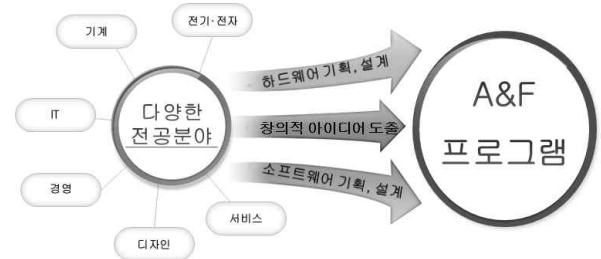 전기·전자
기계
IT
경영
디자인
서비스
다양한
전공분야
하드웨어 기획, 설계
창의적 아이디어 도출
소프트웨어 기획, 설계
A&F
프로그램